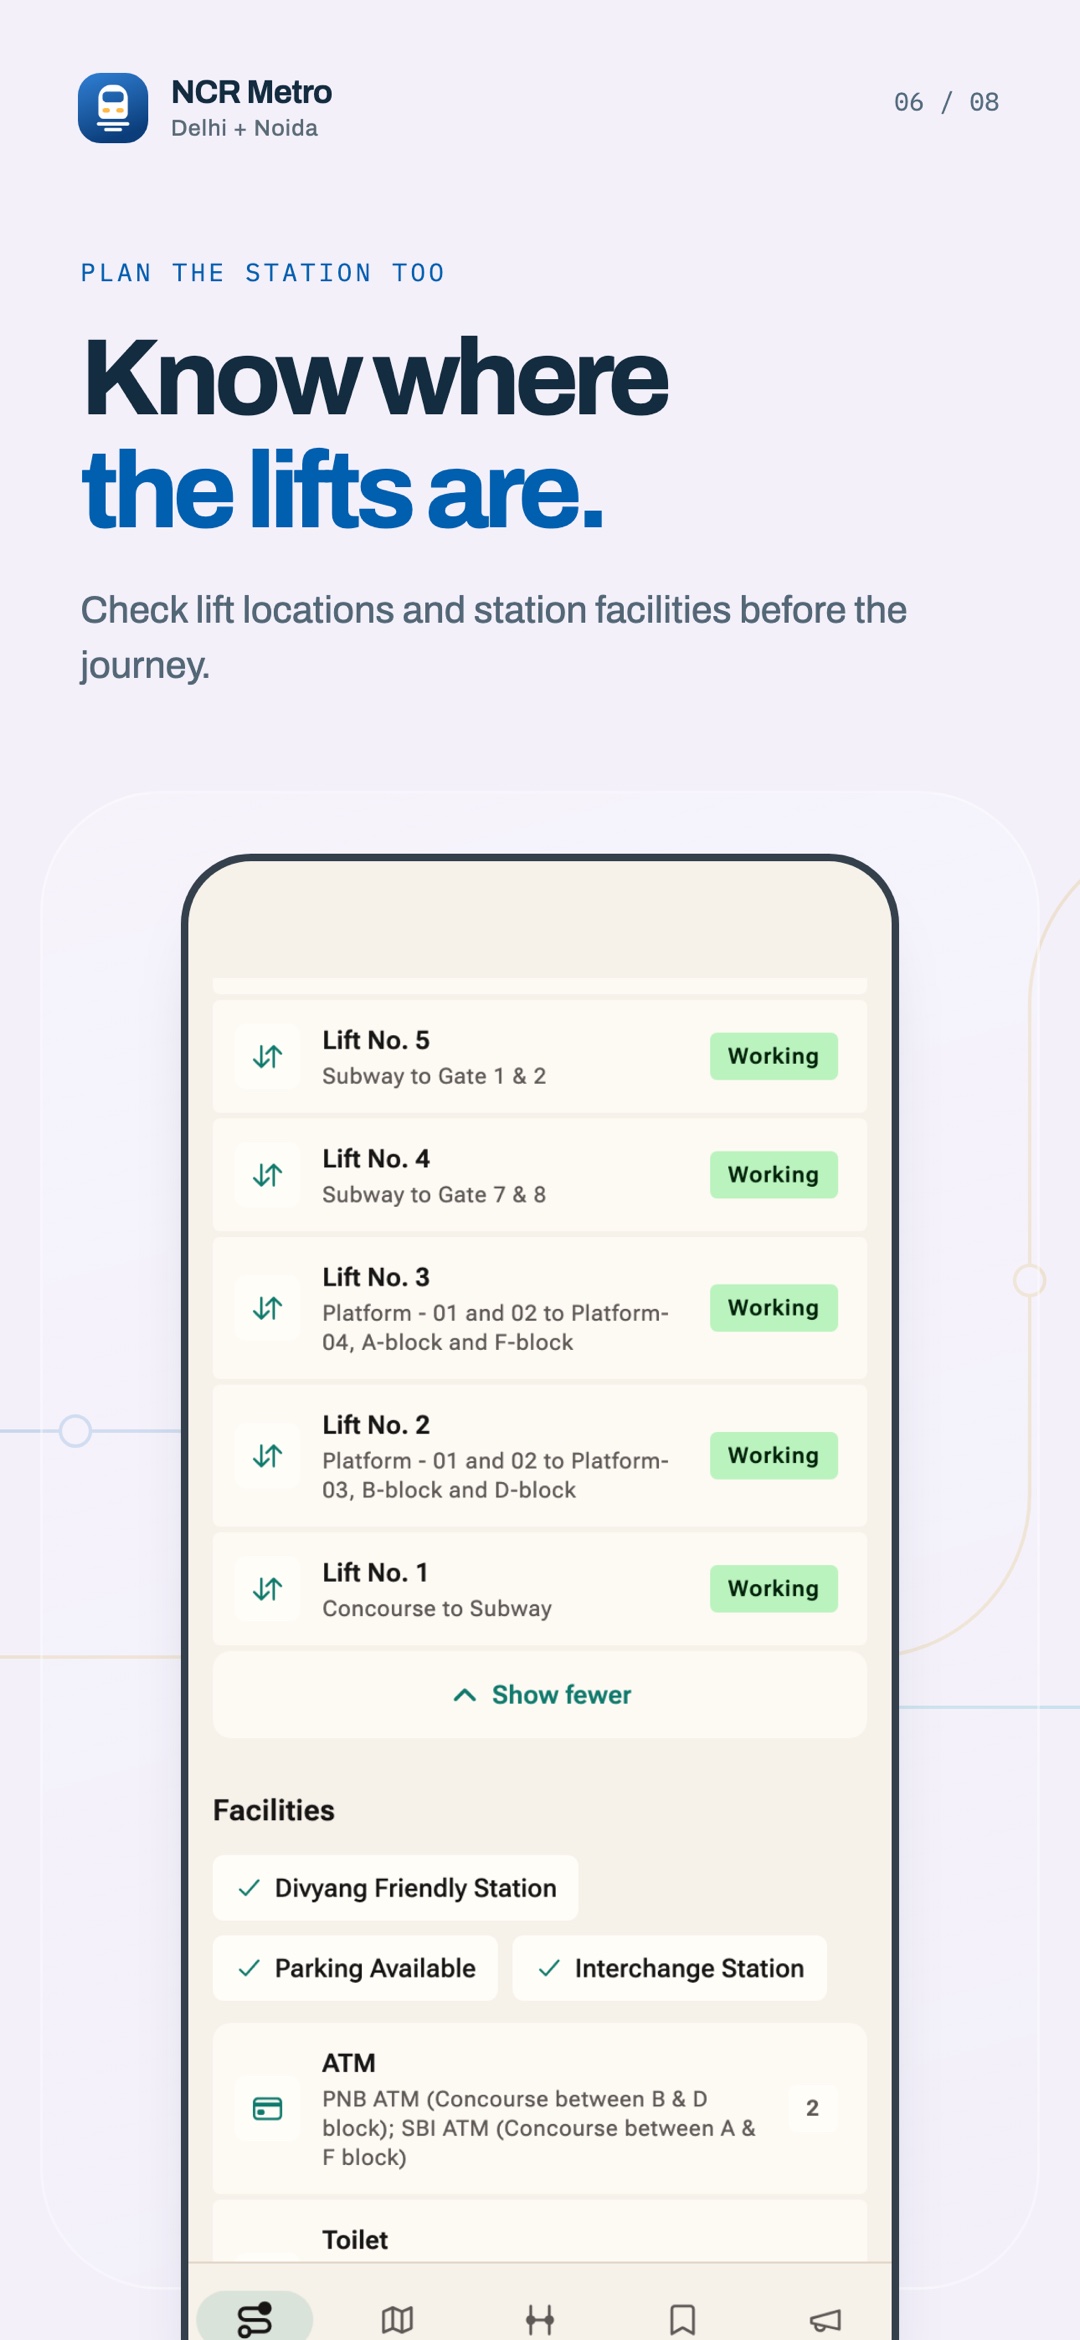 NCR Metro
Delhi + Noida
06 / 08
PLAN THE STATION TOO
Know where
the lifts are.
Check lift locations and station facilities before the
journey.
Lift No. 5
Subway to Gate 1 & 2
Working
Lift No. 4
Subway to Gate 7 & 8
Working
Lift No. 3
Platform - 01 and 02 to Platform-
04, A-block and F-block
Working
Lift No. 2
Platform - 01 and 02 to Platform-
03, B-block and D-block
Working
Lift No. 1
Concourse to Subway
Working
Show fewer
Facilities
Divyang Friendly Station
Parking Available
Interchange Station
ATM
PNB ATM (Concourse between B & D
block); SBI ATM (Concourse between A &
F block)
2
Toilet